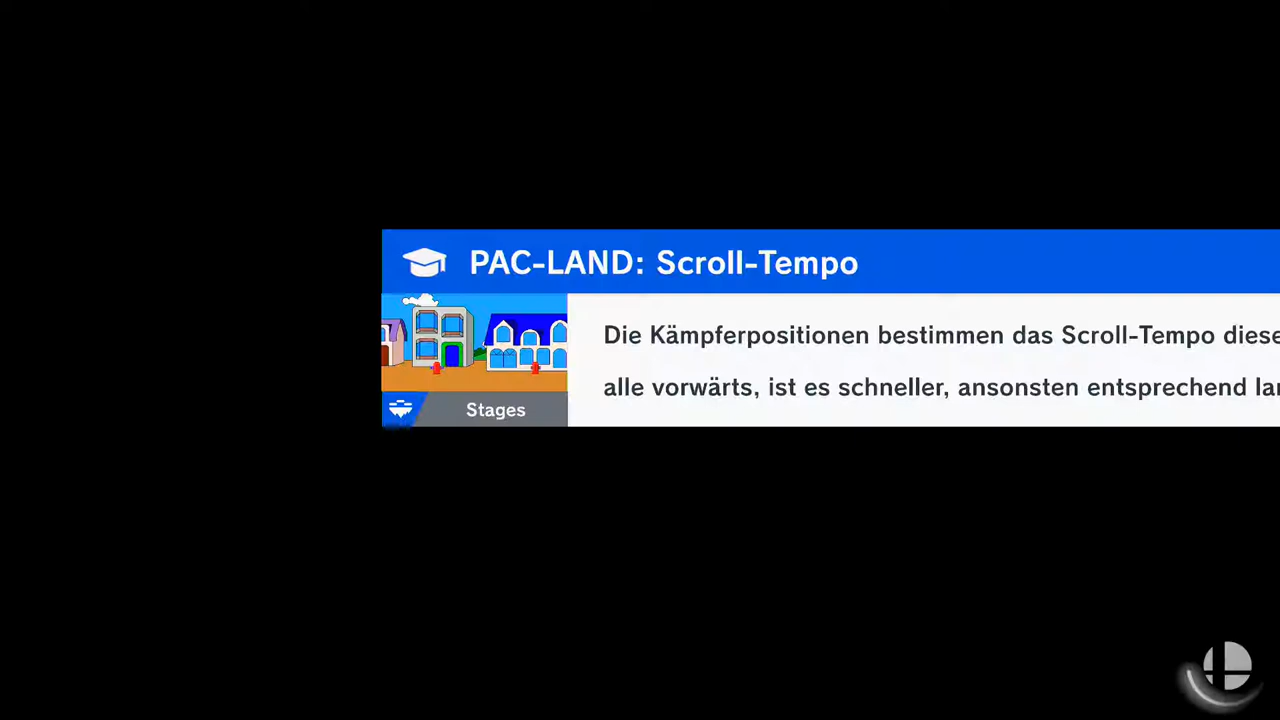 PAC-LAND: Scroll-Tempo
Die Kämpferpositionen bestimmen das Scroll-Tempo
alle vorwärts, ist es schneller, ansonsten entsprechend
Stages